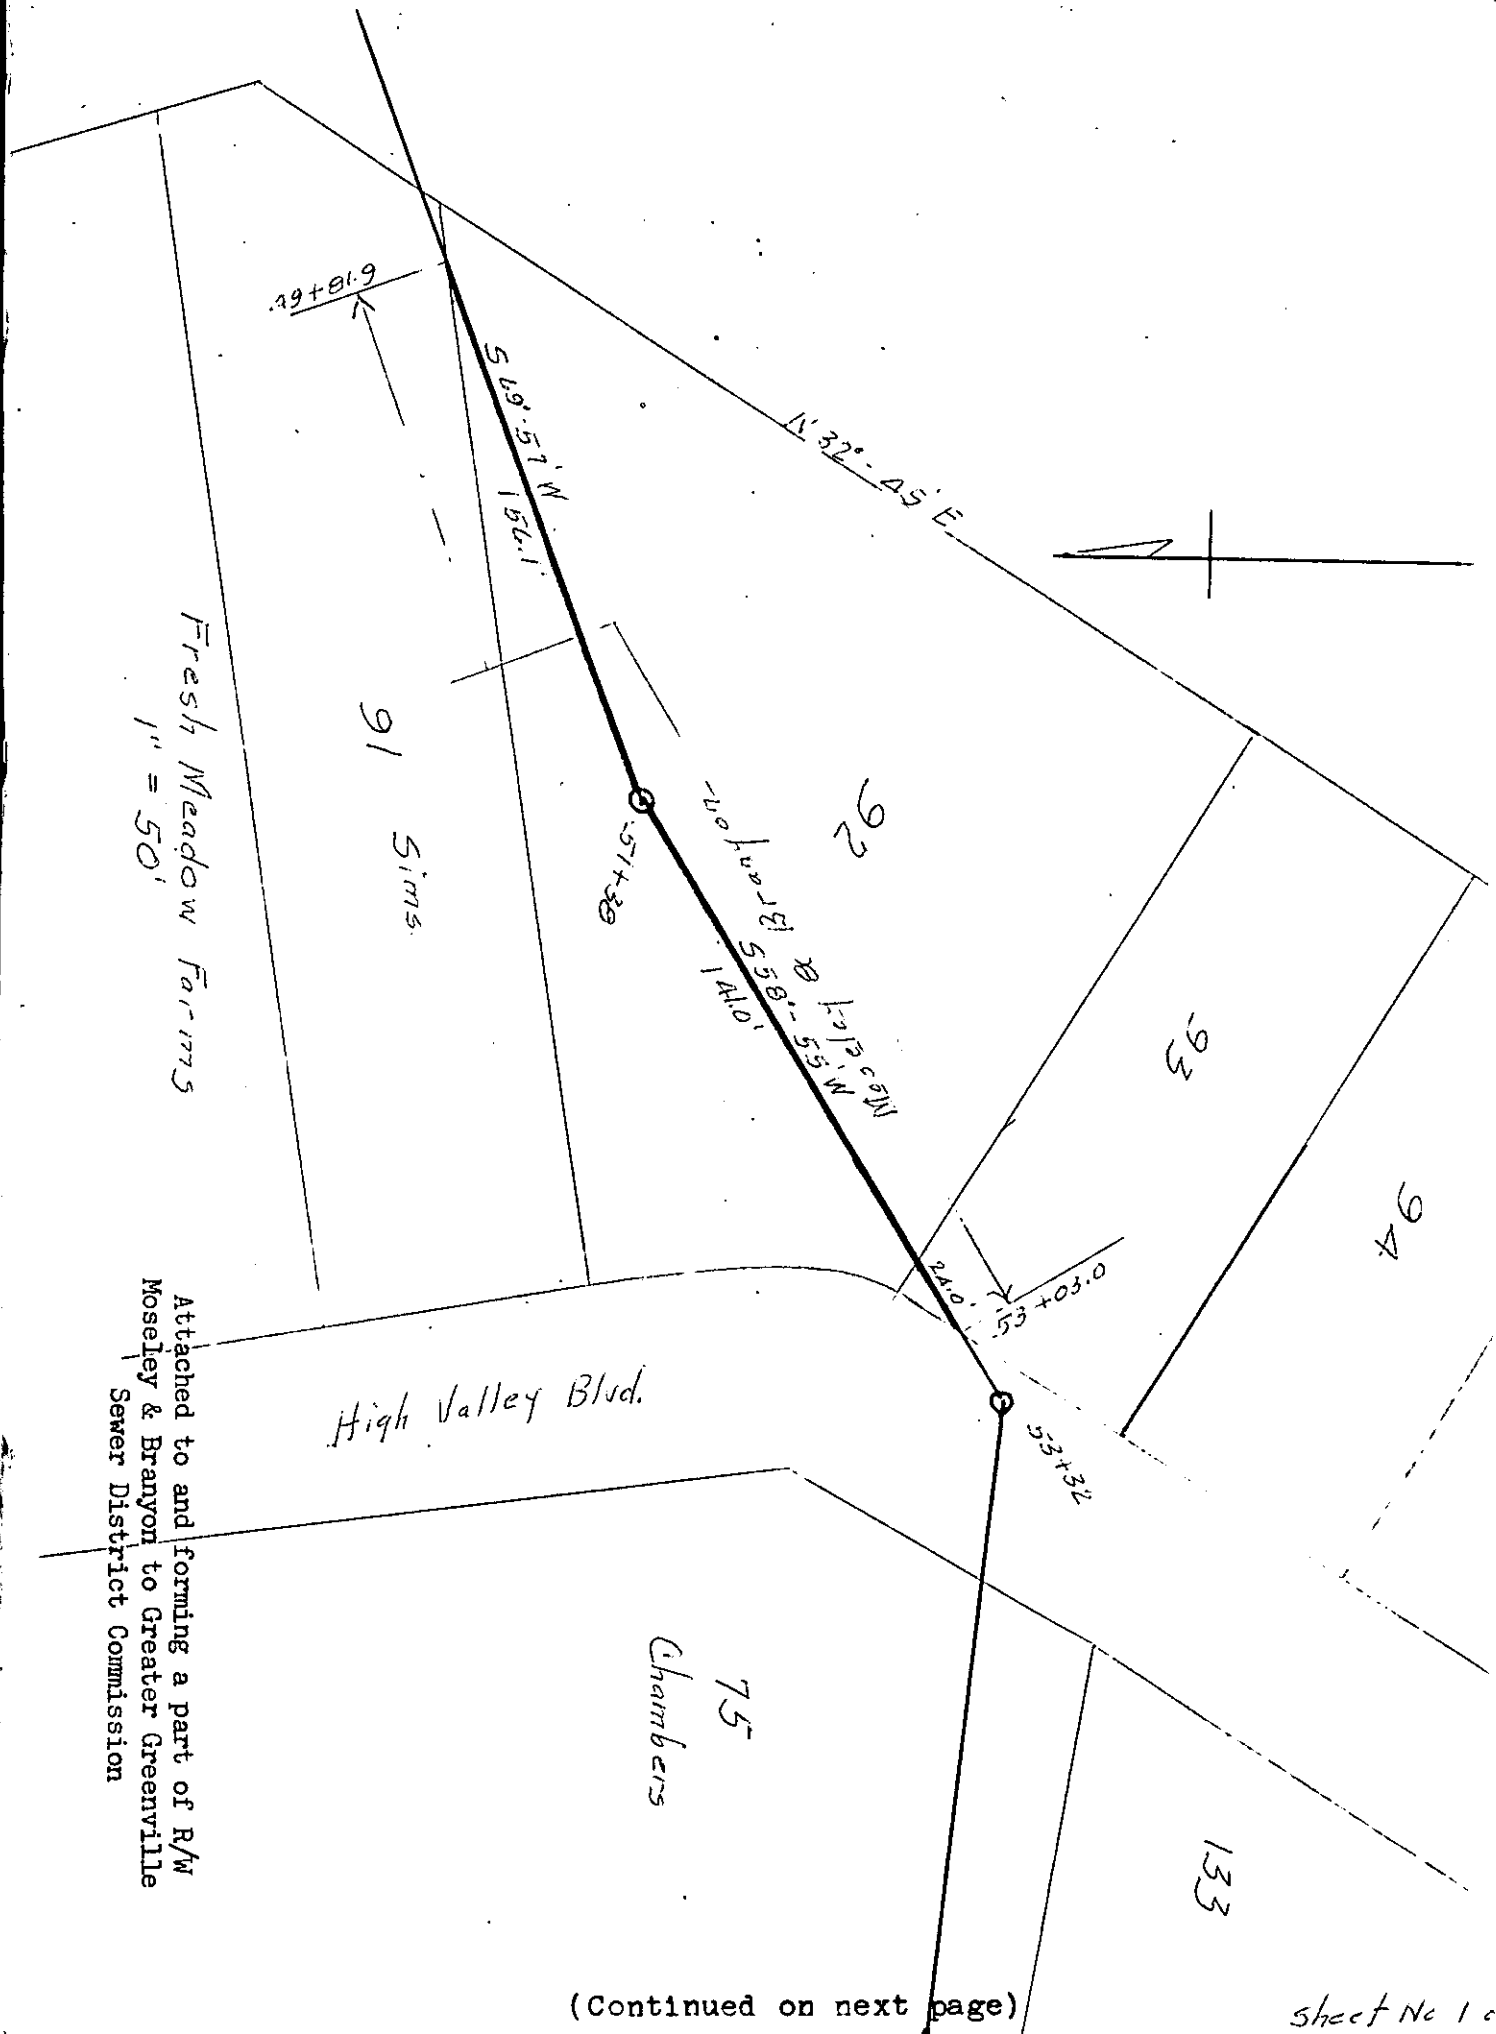 N 32° - 45' E
S 69° - 57' W
156.1'
49+81.9
92
93
94
91
Sims
Moseley & Branyon
S 58° - 55' W
141.0'
51+38
24.0'
53+03.0
53+32
Fresh Meadow Farms
1" = 50'
High Valley Blvd.
75
Chambers
133
Attached to and forming a part of R/W
Moseley & Branyon to Greater Greenville
Sewer District Commission
(Continued on next page)
Sheet No 1